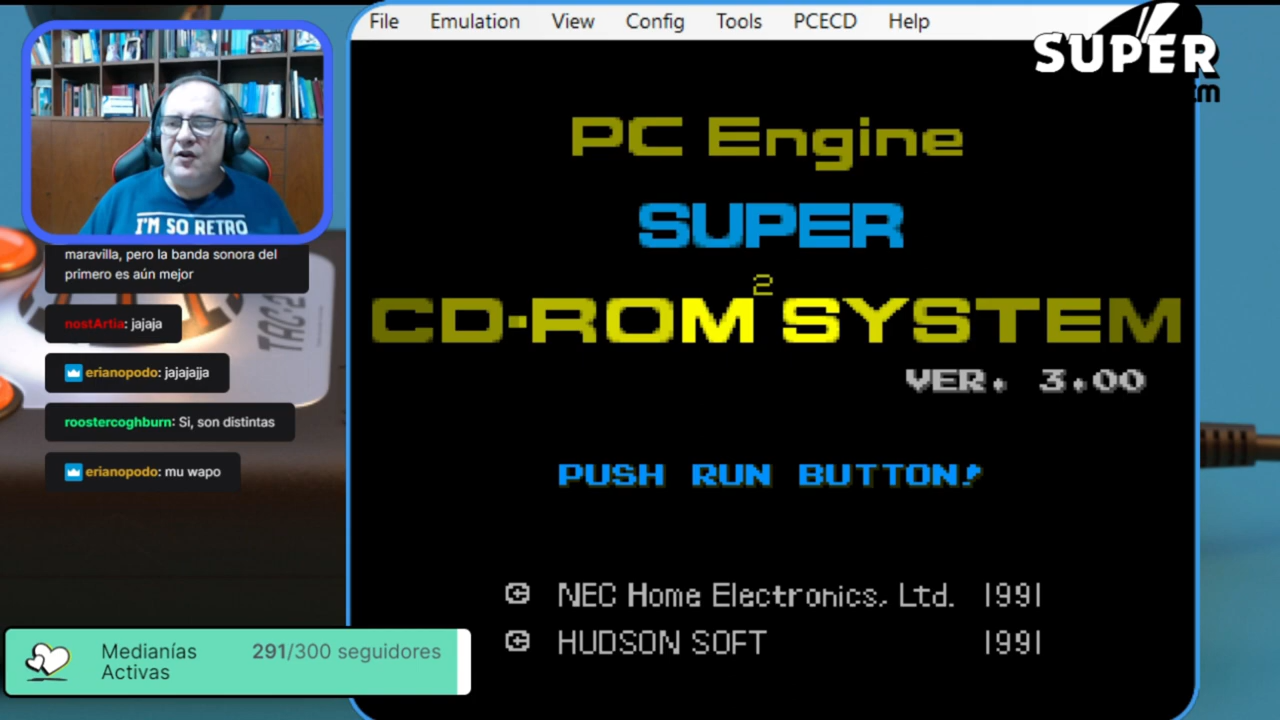 File Emulation View Config Tools PCECD Help
SUPER
PC Engine
SUPER
CD-ROM² SYSTEM
VER. 3.00
PUSH RUN BUTTON!
© NEC Home Electronics, Ltd. 1991
© HUDSON SOFT 1991
I'M SO RETRO
maravilla, pero la banda sonora del
primero es aún mejor
nostArtia: jajaja
erianopodo: jajajajja
roostercoghburn: Si, son distintas
erianopodo: mu wapo
TAC-2
Medianías
Activas
291/300 seguidores